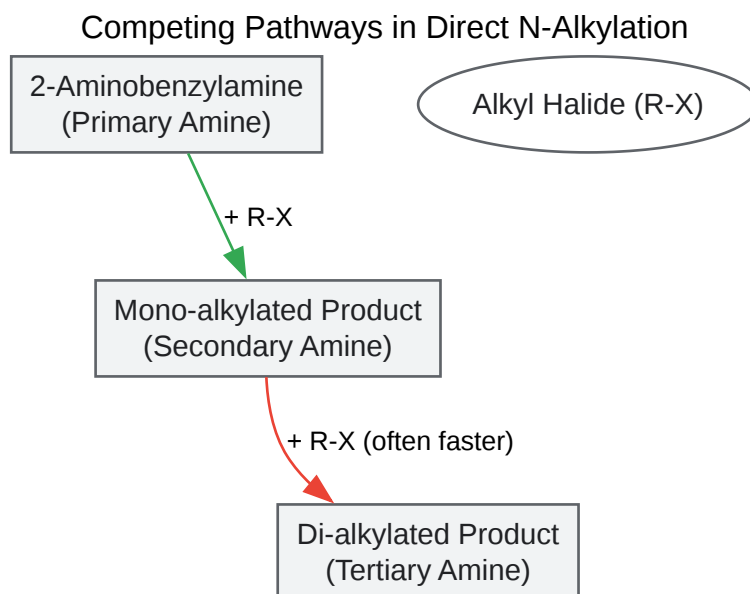 Competing Pathways in Direct N-Alkylation
2-Aminobenzylamine
(Primary Amine)
Alkyl Halide (R-X)
+ R-X
Mono-alkylated Product
(Secondary Amine)
+ R-X (often faster)
Di-alkylated Product
(Tertiary Amine)